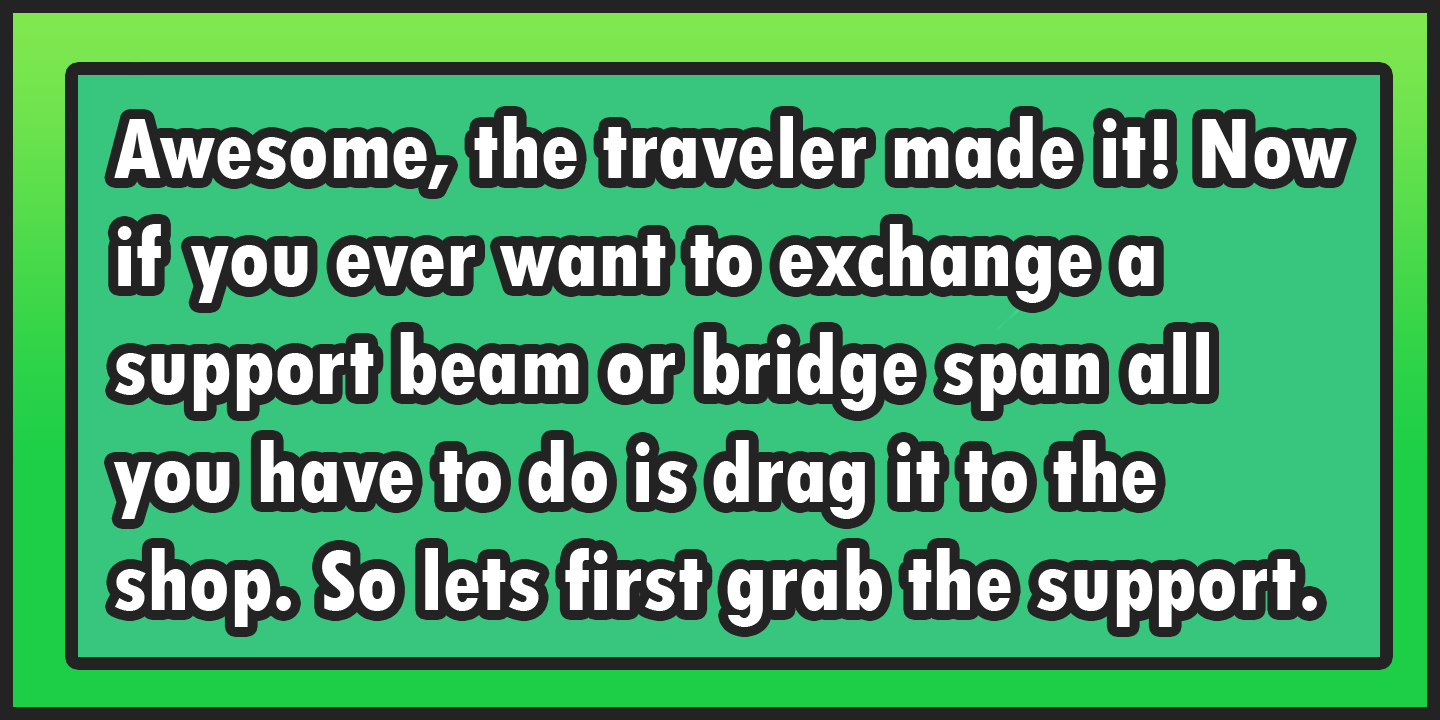 Awesome, the traveler made it! Now
if you ever want to exchange a
support beam or bridge span all
you have to do is drag it to the
shop. So lets first grab the support.